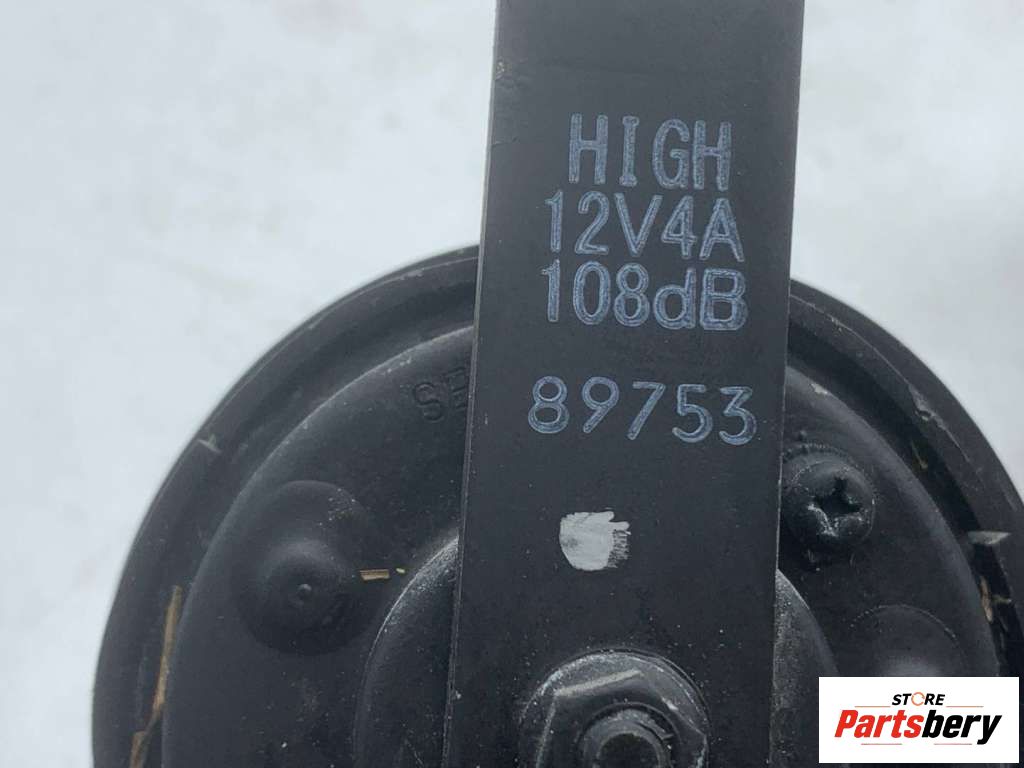 HIGH
12V4A
108dB
89753
STORE
Partsbery